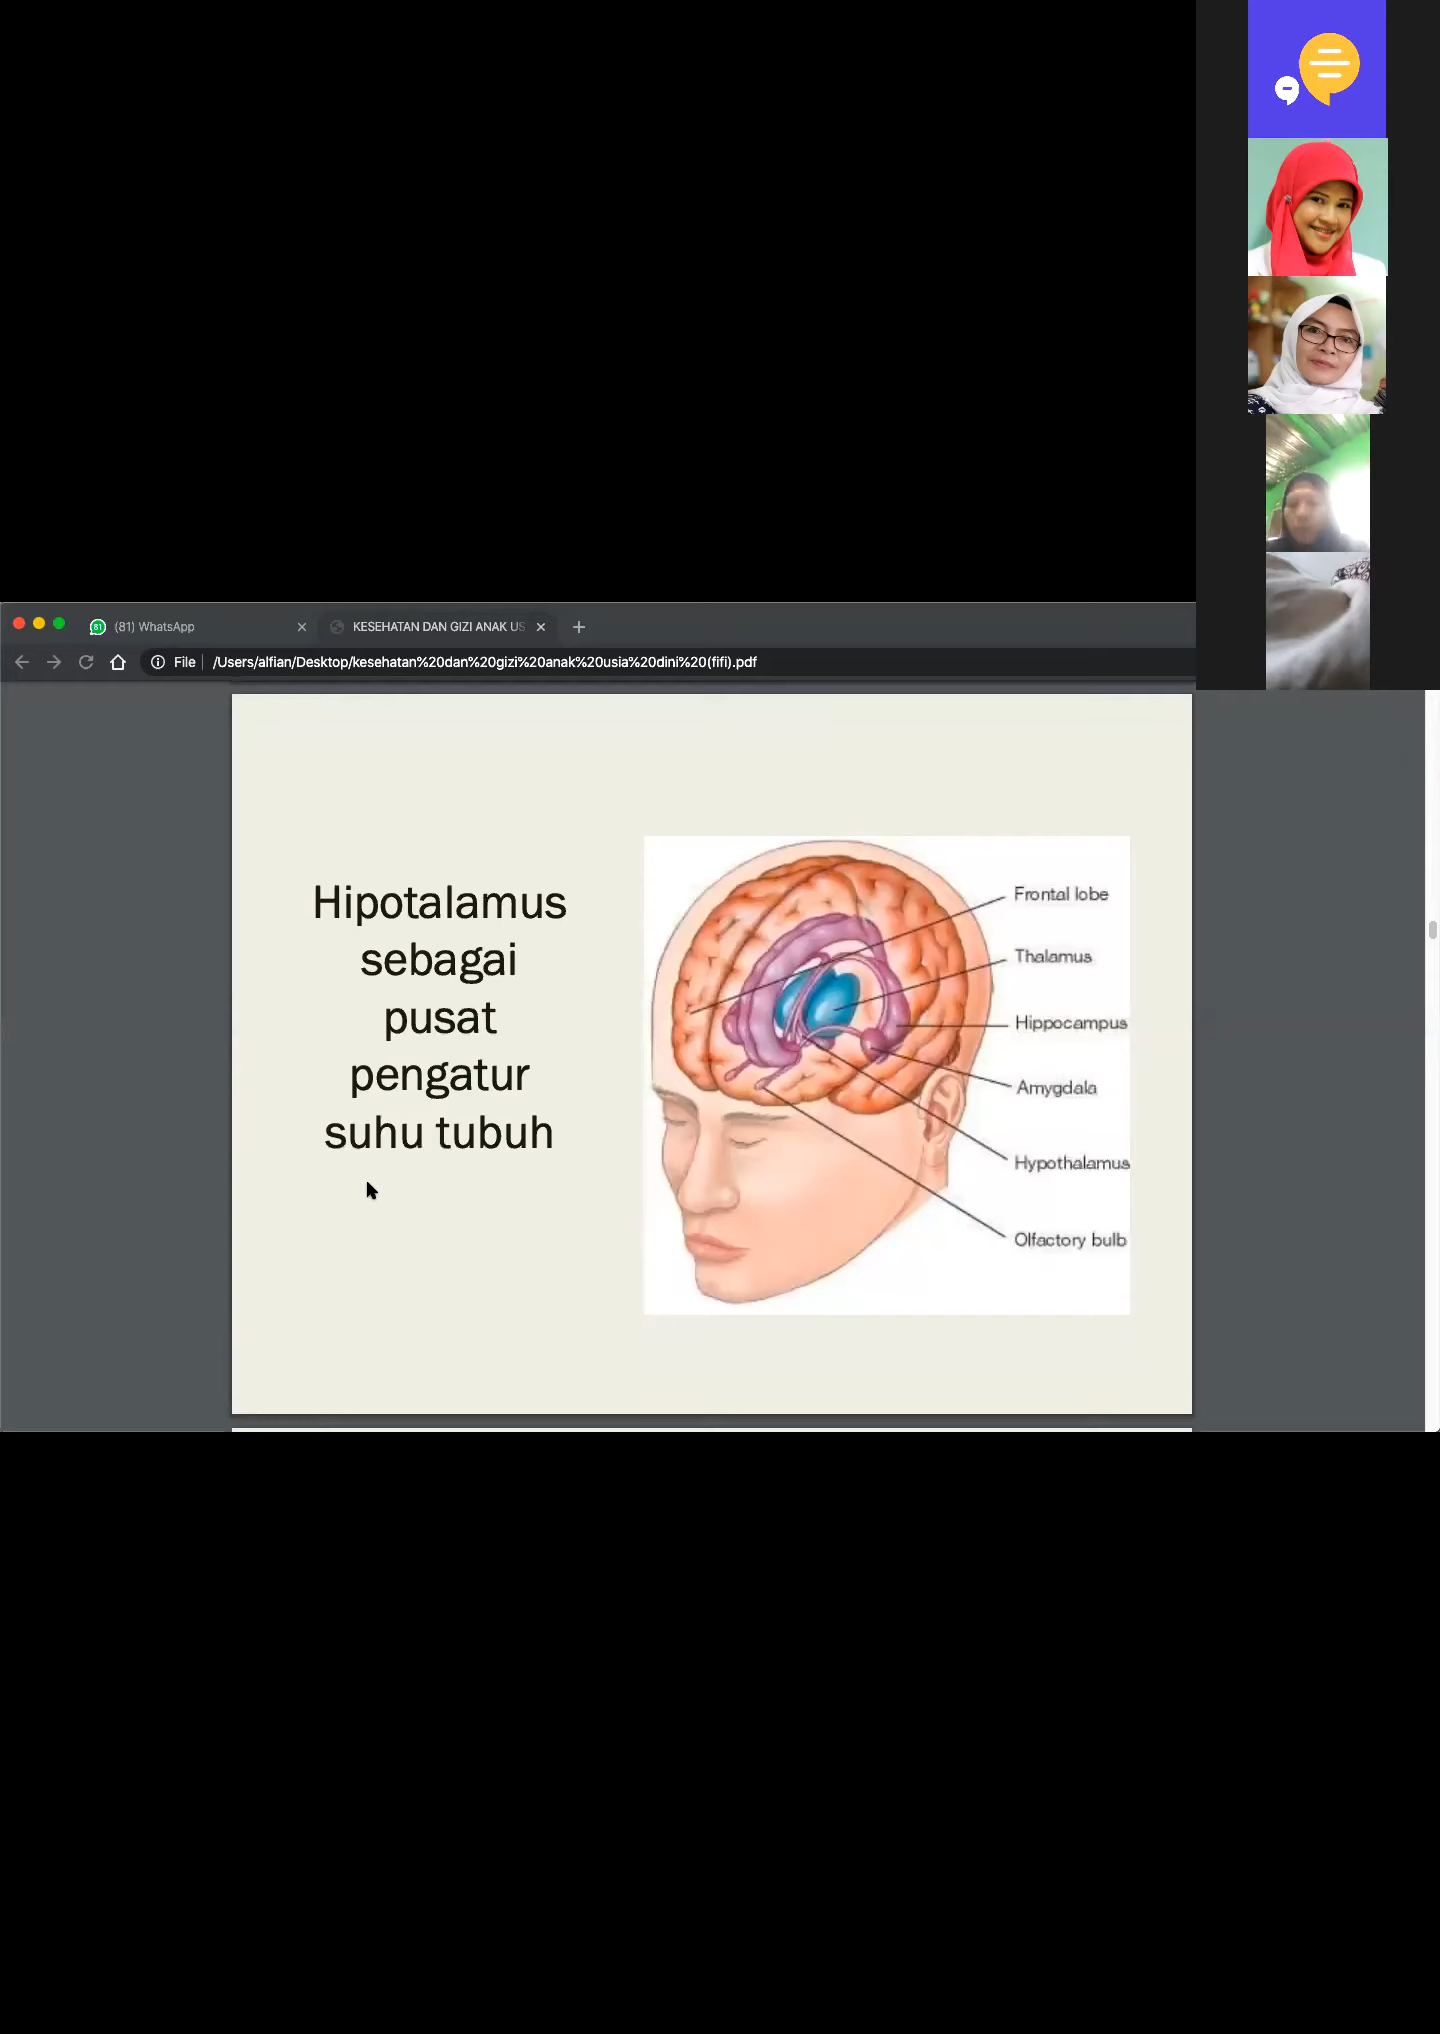 (81) WhatsApp
KESEHATAN DAN GIZI ANAK US
File
/Users/alfian/Desktop/kesehatan%20dan%20gizi%20anak%20usia%20dini%20(fifi).pdf
Hipotalamus
sebagai
pusat
pengatur
suhu tubuh
Frontal lobe
Thalamus
Hippocampus
Amygdala
Hypothalamus
Olfactory bulb